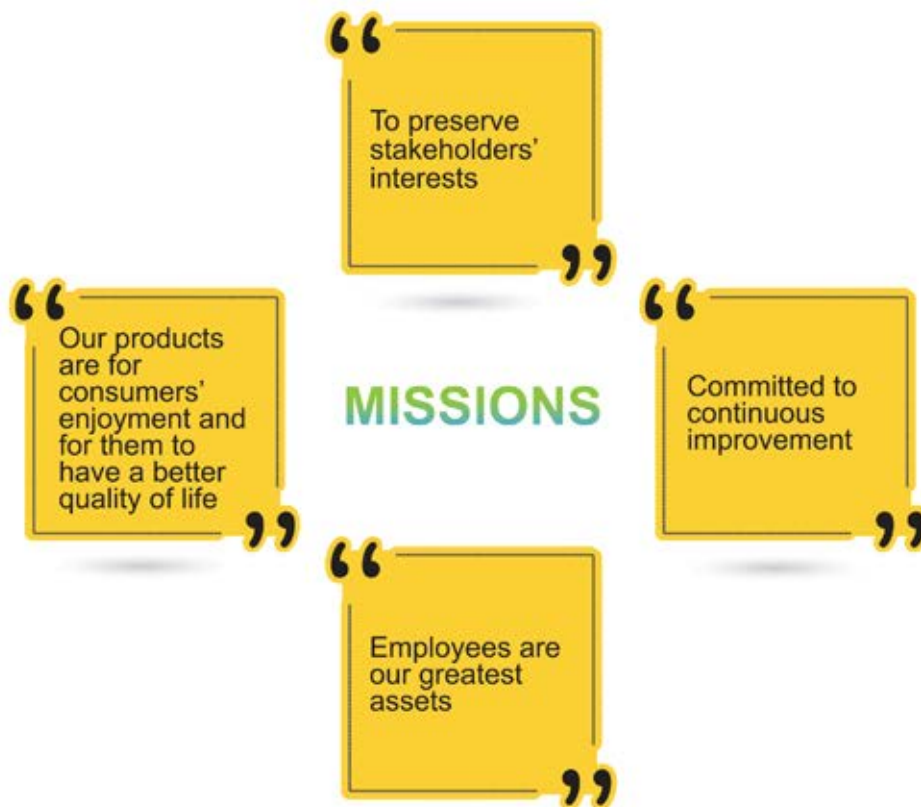 To preserve
stakeholders’
interests
Our products
are for
consumers’
enjoyment and
for them to
have a better
quality of life
MISSIONS
Committed to
continuous
improvement
Employees are
our greatest
assets